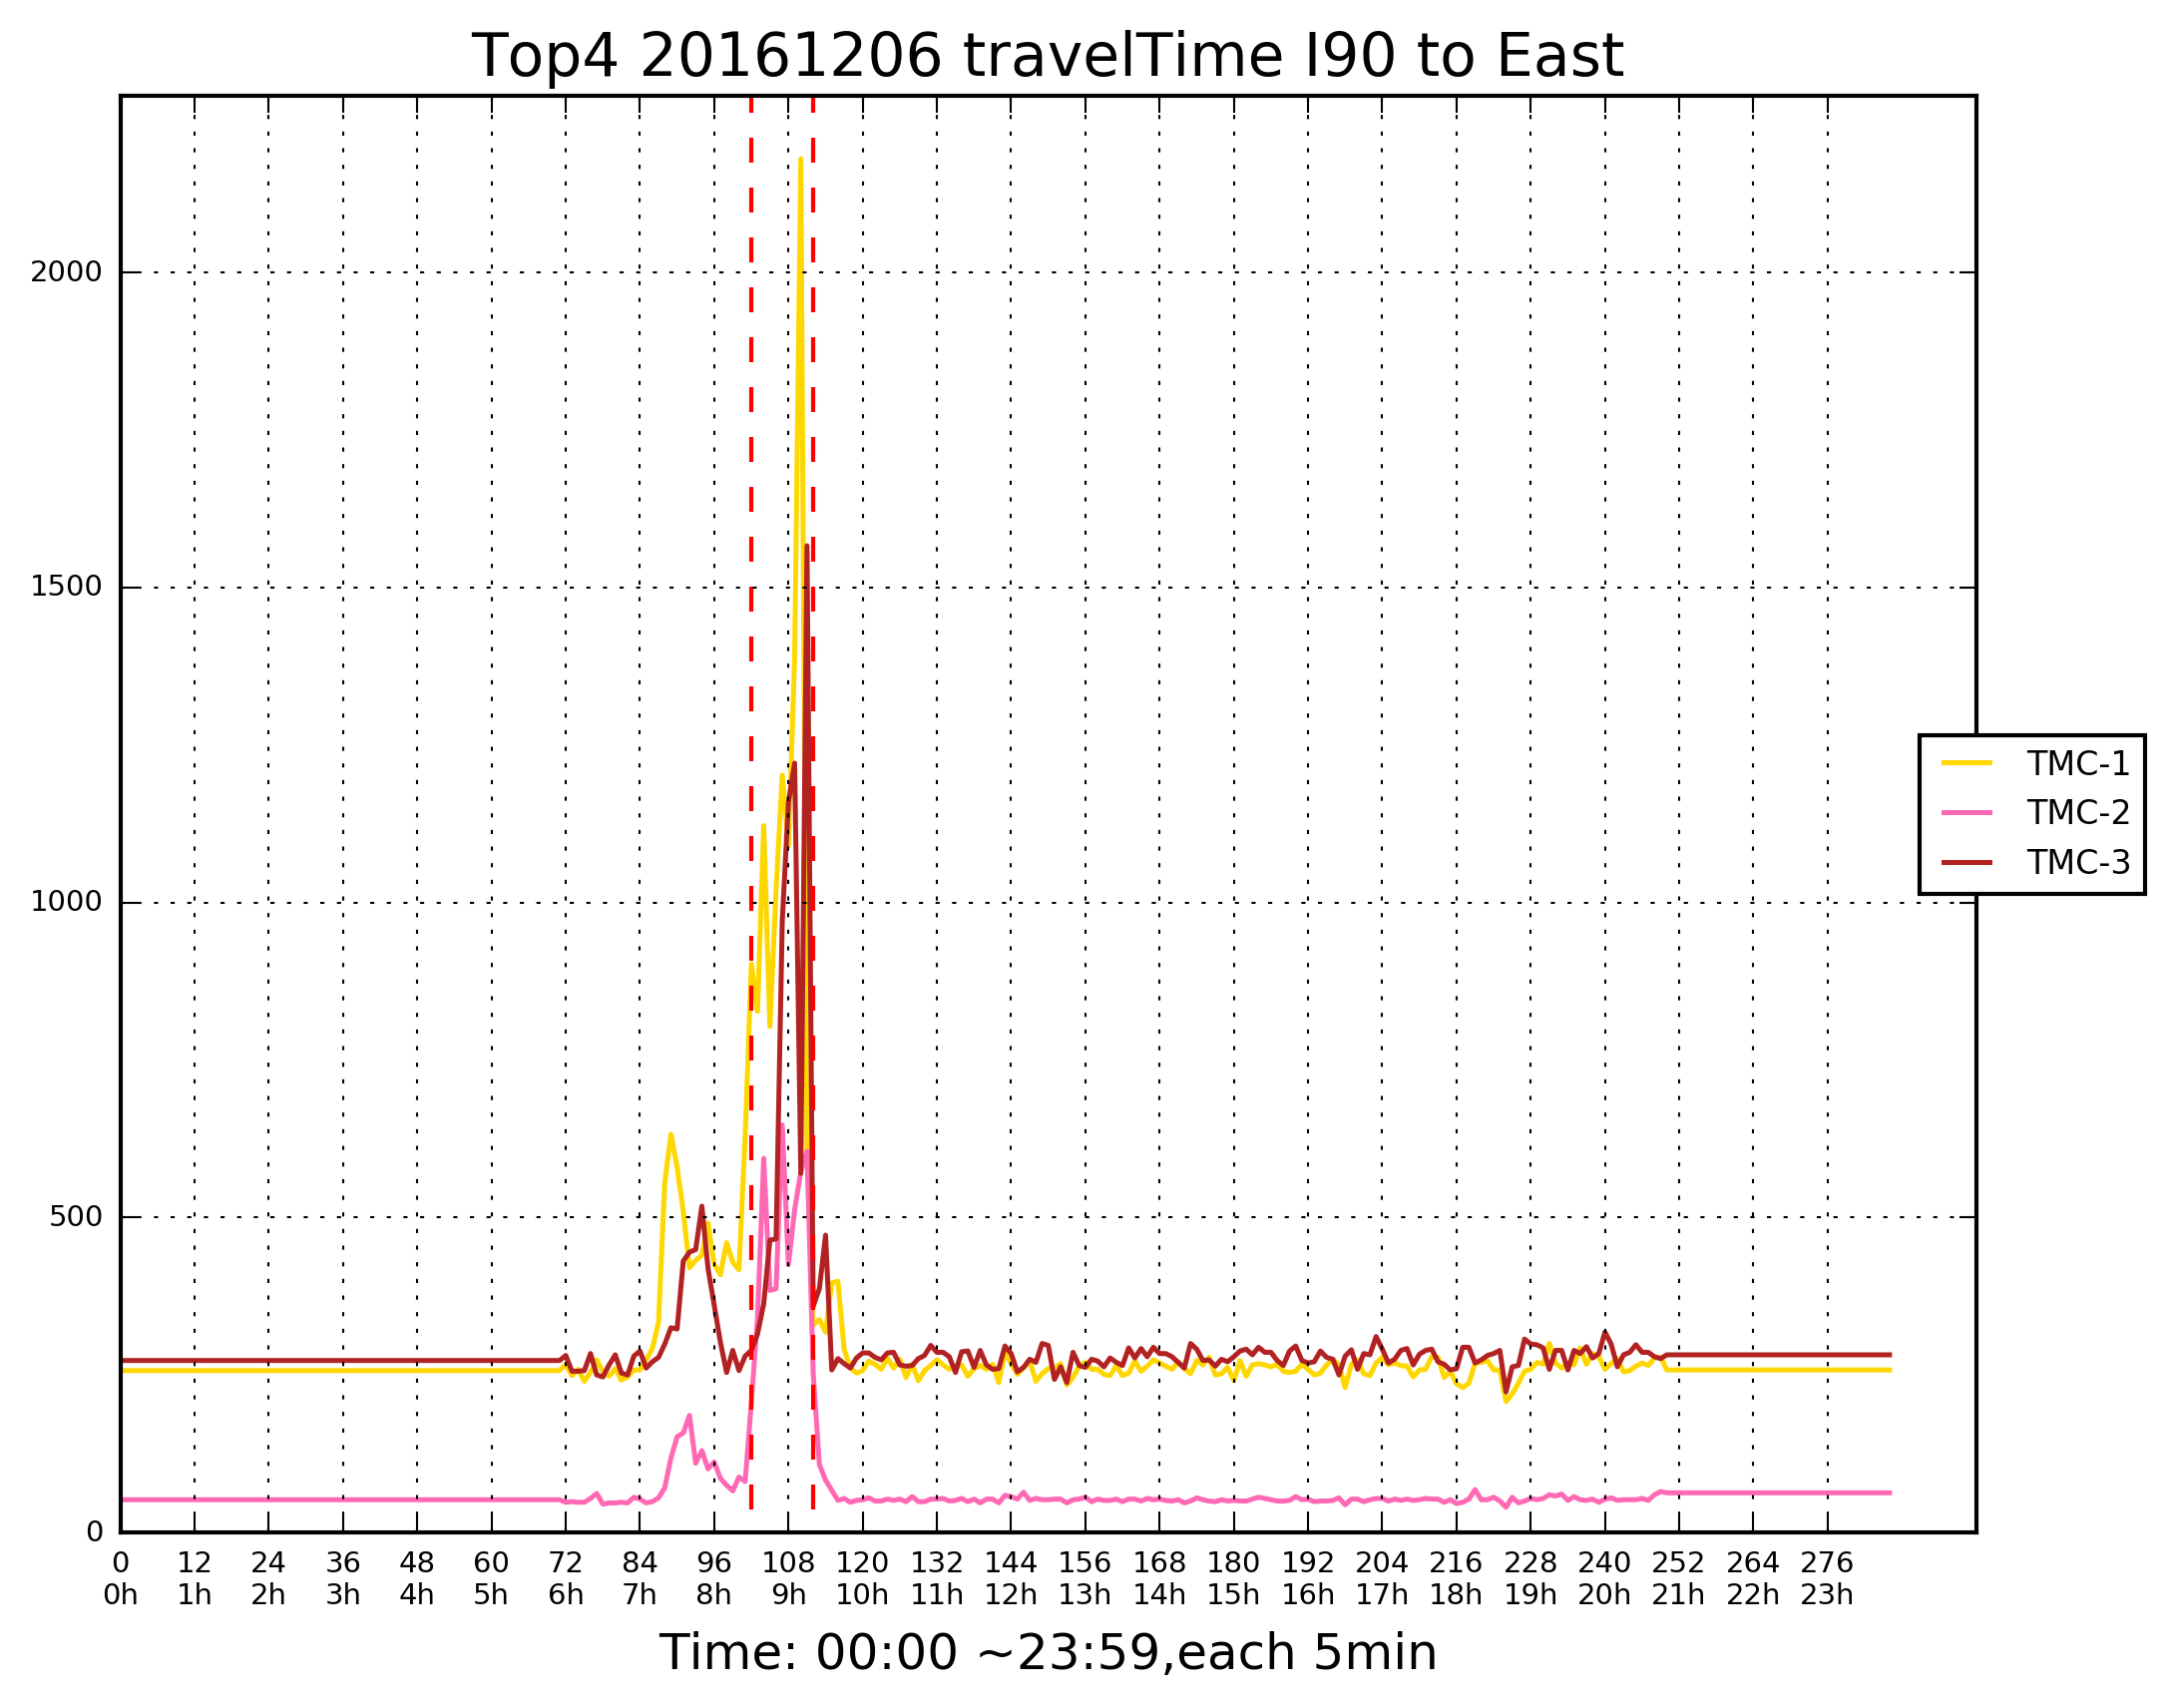 Top4 20161206 travelTime I90 to East
2000
1500
1000
500
0
TMC-1
TMC-2
TMC-3
0 12 24 36 48 60 72 84 96 108 120 132 144 156 168 180 192 204 216 228 240 252 264 276
0h 1h 2h 3h 4h 5h 6h 7h 8h 9h 10h 11h 12h 13h 14h 15h 16h 17h 18h 19h 20h 21h 22h 23h
Time: 00:00 ~23:59,each 5min